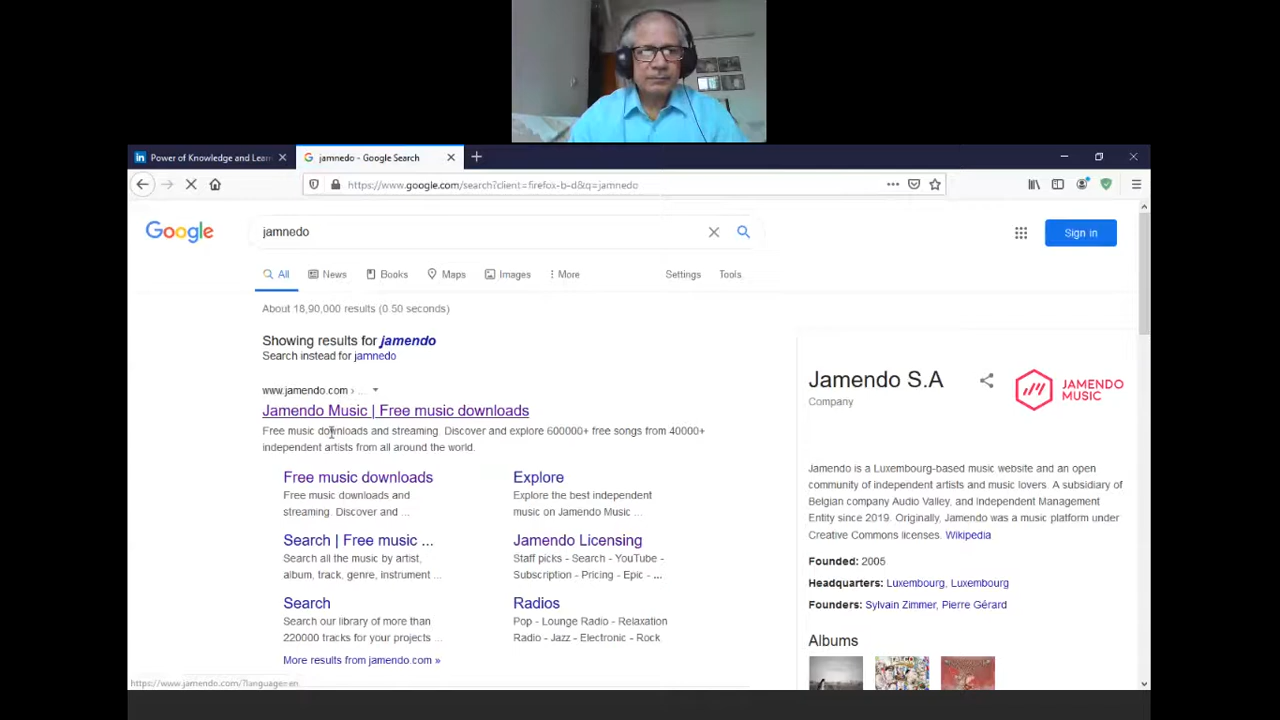 Power of Knowledge and Lear
jamnedo - Google Search
https://www.google.com/search?client=firefox-b-d&q=jamnedo
Google
jamnedo
Sign in
All
News
Books
Maps
Images
More
Settings
Tools
About 18,90,000 results (0.50 seconds)
Showing results for jamendo
Search instead for jamnedo
www.jamendo.com › ...
Jamendo Music | Free music downloads
Free music downloads and streaming. Discover and explore 600000+ free songs from 40000+
independent artists from all around the world.
Free music downloads
Free music downloads and
streaming. Discover and ...
Explore
Explore the best independent
music on Jamendo Music ...
Search | Free music ...
Search all the music by artist,
album, track, genre, instrument ...
Jamendo Licensing
Staff picks - Search - YouTube -
Subscription - Pricing - Epic - ...
Search
Search our library of more than
220000 tracks for your projects ...
Radios
Pop - Lounge Radio - Relaxation
Radio - Jazz - Electronic - Rock
More results from jamendo.com »
Jamendo S.A
Company
JAMENDO
MUSIC
Jamendo is a Luxembourg-based music website and an open
community of independent artists and music lovers. A subsidiary of
Belgian company Audio Valley, and Independent Management
Entity since 2019. Originally, Jamendo was a music platform under
Creative Commons licenses. Wikipedia
Founded: 2005
Headquarters: Luxembourg, Luxembourg
Founders: Sylvain Zimmer, Pierre Gérard
Albums
https://www.jamendo.com/?language=en